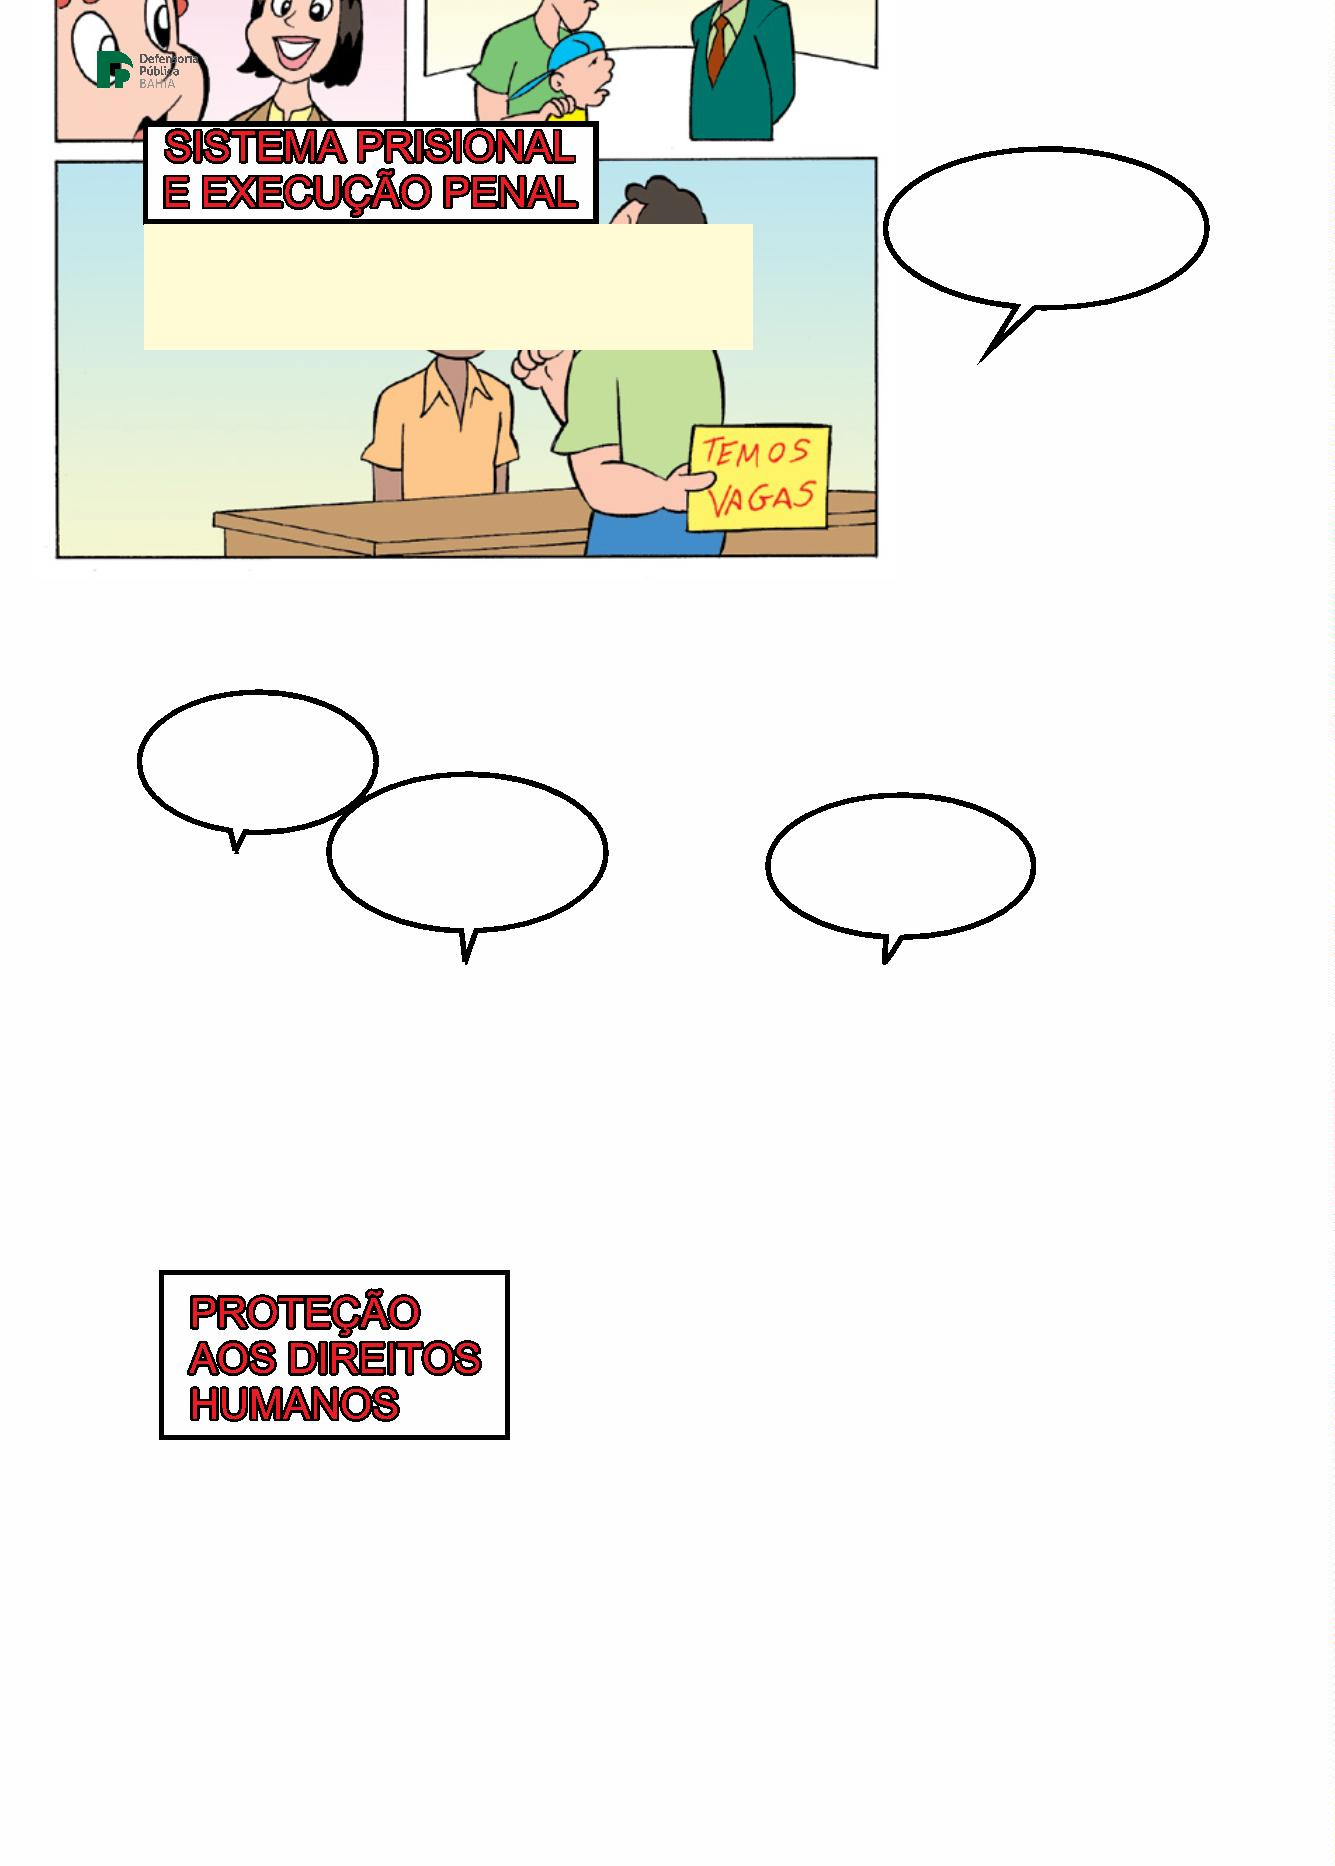 Defensoria
Pública
BAHIA
SISTEMA PRISIONAL
E EXECUÇÃO PENAL
TEMOS
VAGAS
PROTEÇÃO
AOS DIREITOS
HUMANOS